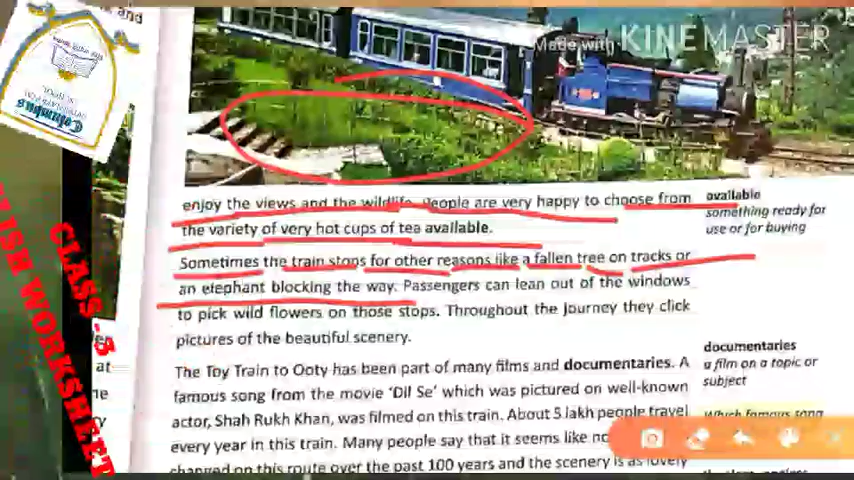 and
Made with KINEMASTER
Columbus
enjoy the views and the wildlife. People are very happy to choose from
the variety of very hot cups of tea available.
Sometimes the train stops for other reasons like a fallen tree on tracks or
an elephant blocking the way. Passengers can lean out of the windows
to pick wild flowers on those stops. Throughout the journey they click
pictures of the beautiful scenery.
The Toy Train to Ooty has been part of many films and documentaries. A
famous song from the movie ‘Dil Se’ which was pictured on well-known
actor, Shah Rukh Khan, was filmed on this train. About 5 lakh people travel
every year in this train. Many people say that it seems like no
changed on this route over the past 100 years and the scenery is as lovely
available
something ready for
use or for buying
documentaries
a film on a topic or
subject
Which famous song
CLASS-3
LISH WORKSHEET
at